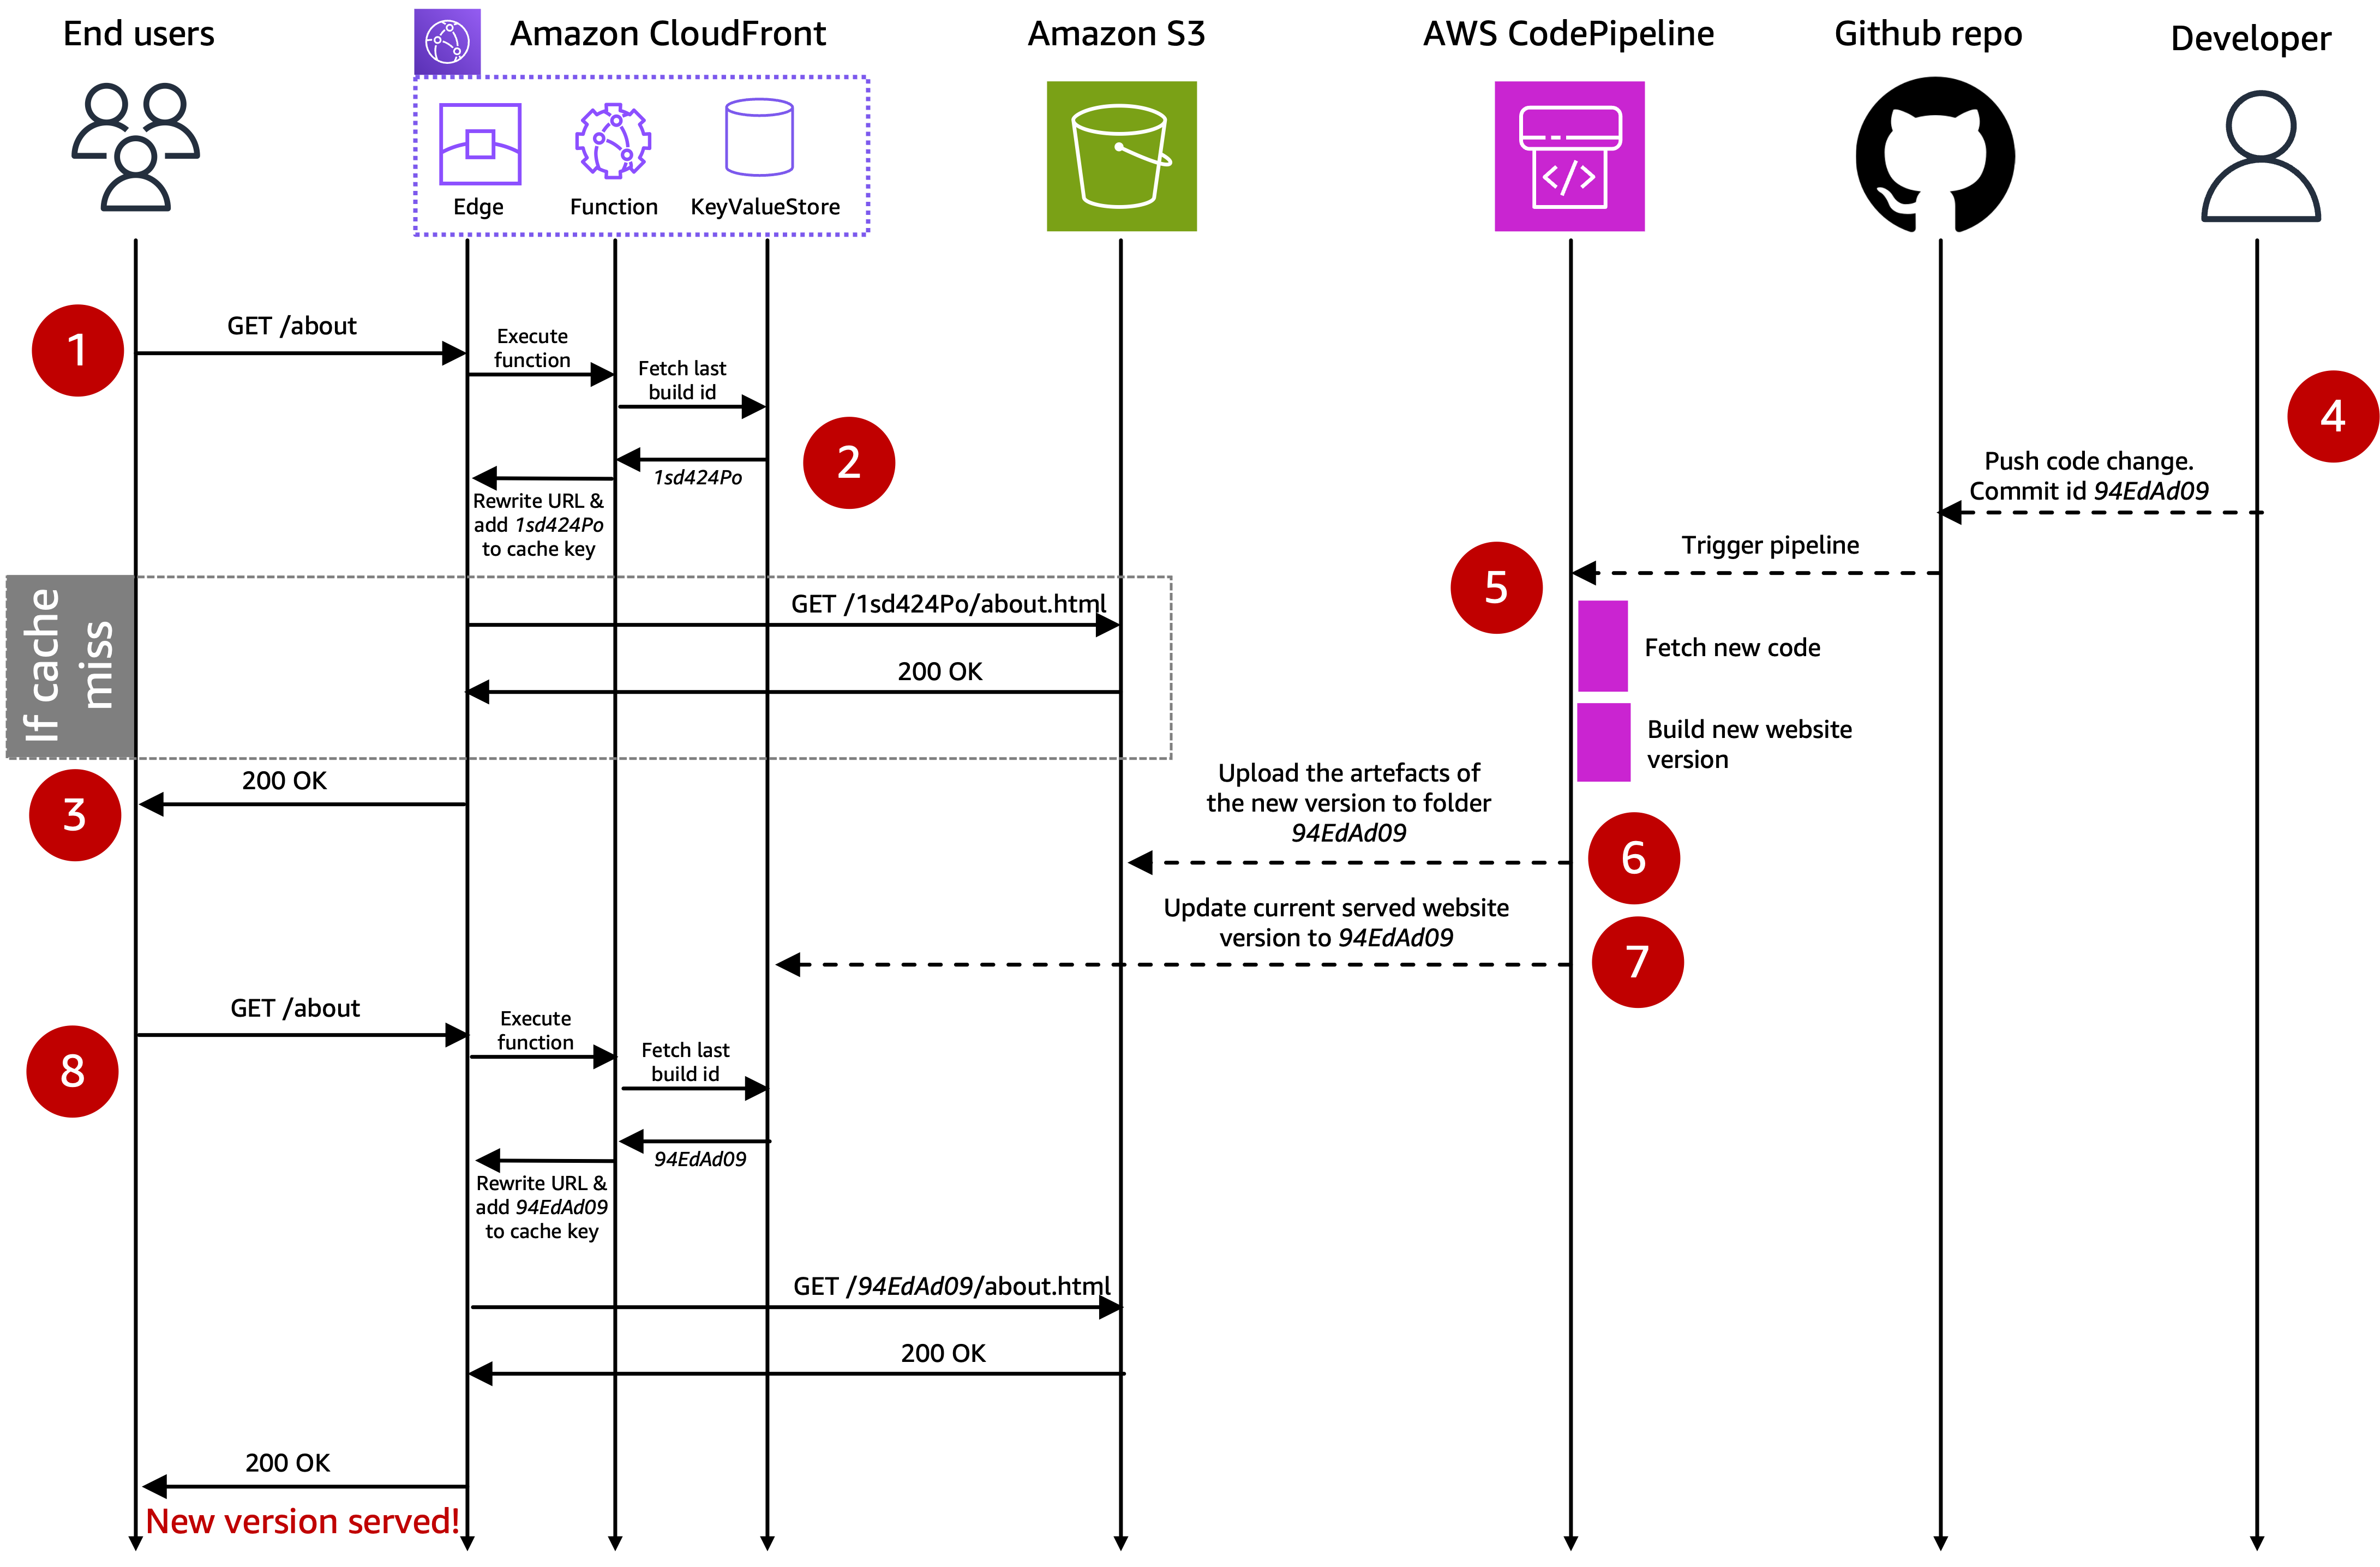 End users
Amazon CloudFront
Amazon S3
AWS CodePipeline
Github repo
Developer
Edge
Function
KeyValueStore
</>
1
GET /about
Execute
function
Fetch last
build id
2
1sd424Po
Rewrite URL &
add 1sd424Po
to cache key
4
Push code change.
Commit id 94EdAd09
Trigger pipeline
5
If cache
miss
GET /1sd424Po/about.html
200 OK
Fetch new code
Build new website
version
3
200 OK
Upload the artefacts of
the new version to folder
94EdAd09
6
Update current served website
version to 94EdAd09
7
8
GET /about
Execute
function
Fetch last
build id
94EdAd09
Rewrite URL &
add 94EdAd09
to cache key
GET /94EdAd09/about.html
200 OK
200 OK
New version served!